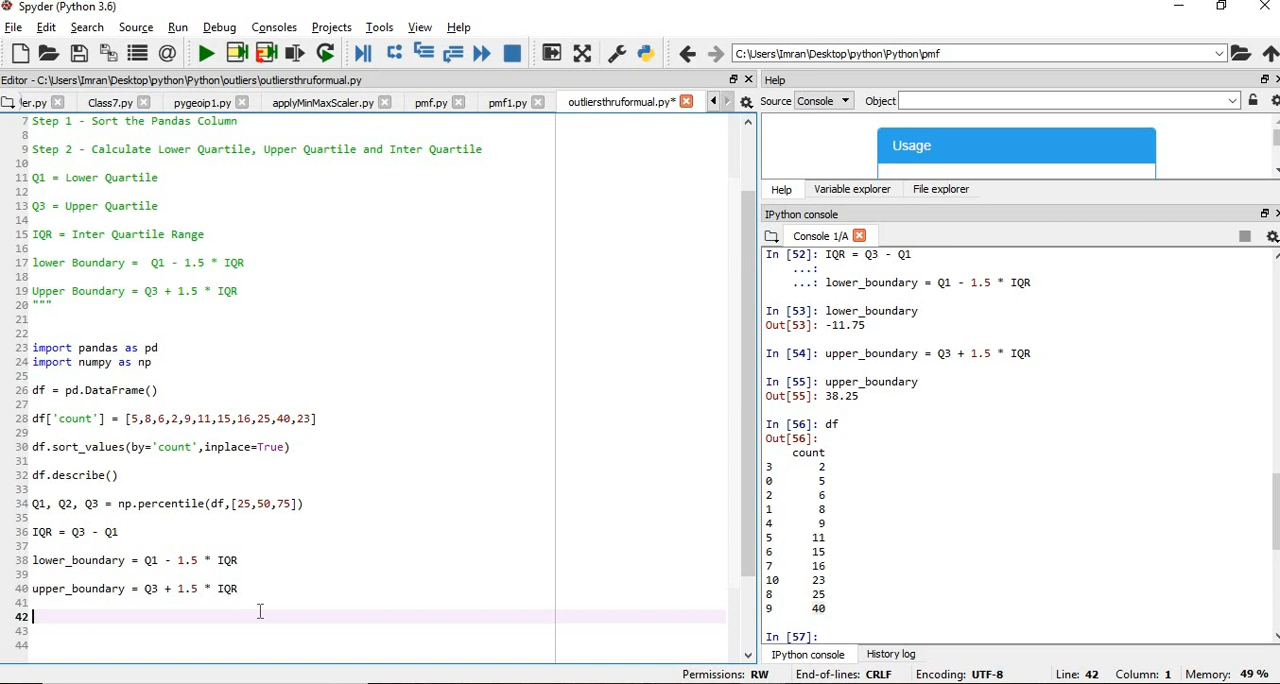 Spyder (Python 3.6)
File Edit Search Source Run Debug Consoles Projects Tools View Help
C:\Users\Imran\Desktop\python\Python\pmf
Editor - C:\Users\Imran\Desktop\python\Python\outliers\outliersthruformual.py
Help
ler.py Class7.py pygeoip1.py applyMinMaxScaler.py pmf.py pmf1.py outliersthruformual.py*
Source Console Object
7 Step 1 - Sort the Pandas Column
8
9 Step 2 - Calculate Lower Quartile, Upper Quartile and Inter Quartile
10
11 Q1 = Lower Quartile
12
13 Q3 = Upper Quartile
14
15 IQR = Inter Quartile Range
16
17 lower Boundary =  Q1 - 1.5 * IQR
18
19 Upper Boundary = Q3 + 1.5 * IQR
20 """
21
22
23 import pandas as pd
24 import numpy as np
25
26 df = pd.DataFrame()
27
28 df['count'] = [5,8,6,2,9,11,15,16,25,40,23]
29
30 df.sort_values(by='count',inplace=True)
31
32 df.describe()
33
34 Q1, Q2, Q3 = np.percentile(df,[25,50,75])
35
36 IQR = Q3 - Q1
37
38 lower_boundary = Q1 - 1.5 * IQR
39
40 upper_boundary = Q3 + 1.5 * IQR
41
42
43
44
Usage
Help Variable explorer File explorer
IPython console
Console 1/A
In [52]: IQR = Q3 - Q1
...:
...: lower_boundary = Q1 - 1.5 * IQR
In [53]: lower_boundary
Out[53]: -11.75
In [54]: upper_boundary = Q3 + 1.5 * IQR
In [55]: upper_boundary
Out[55]: 38.25
In [56]: df
Out[56]:
count
3 2
0 5
2 6
1 8
4 9
5 11
6 15
7 16
10 23
8 25
9 40
In [57]:
IPython console History log
Permissions: RW End-of-lines: CRLF Encoding: UTF-8 Line: 42 Column: 1 Memory: 49 %